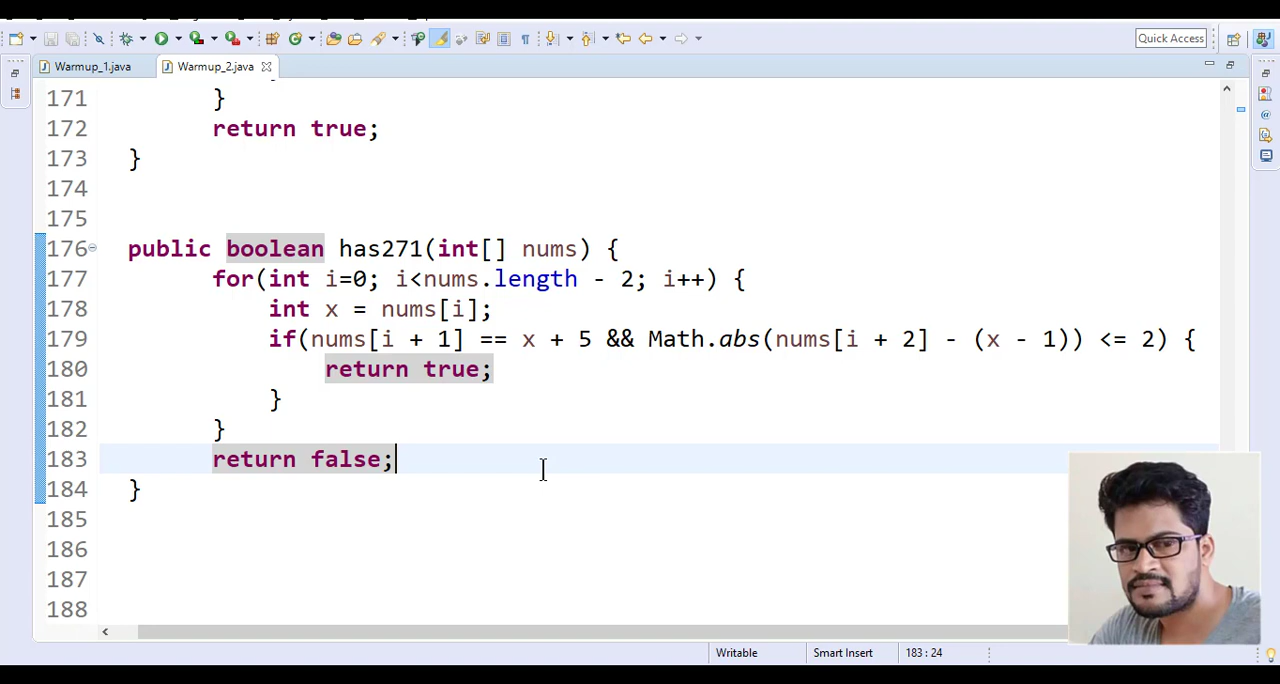 Quick Access
Warmup_1.java
Warmup_2.java
171 }
172 return true;
173 }
174
175
176 public boolean has271(int[] nums) {
177 for(int i=0; i<nums.length - 2; i++) {
178 int x = nums[i];
179 if(nums[i + 1] == x + 5 && Math.abs(nums[i + 2] - (x - 1)) <= 2) {
180 return true;
181 }
182 }
183 return false;
184 }
185
186
187
188
Writable Smart Insert 183 : 24